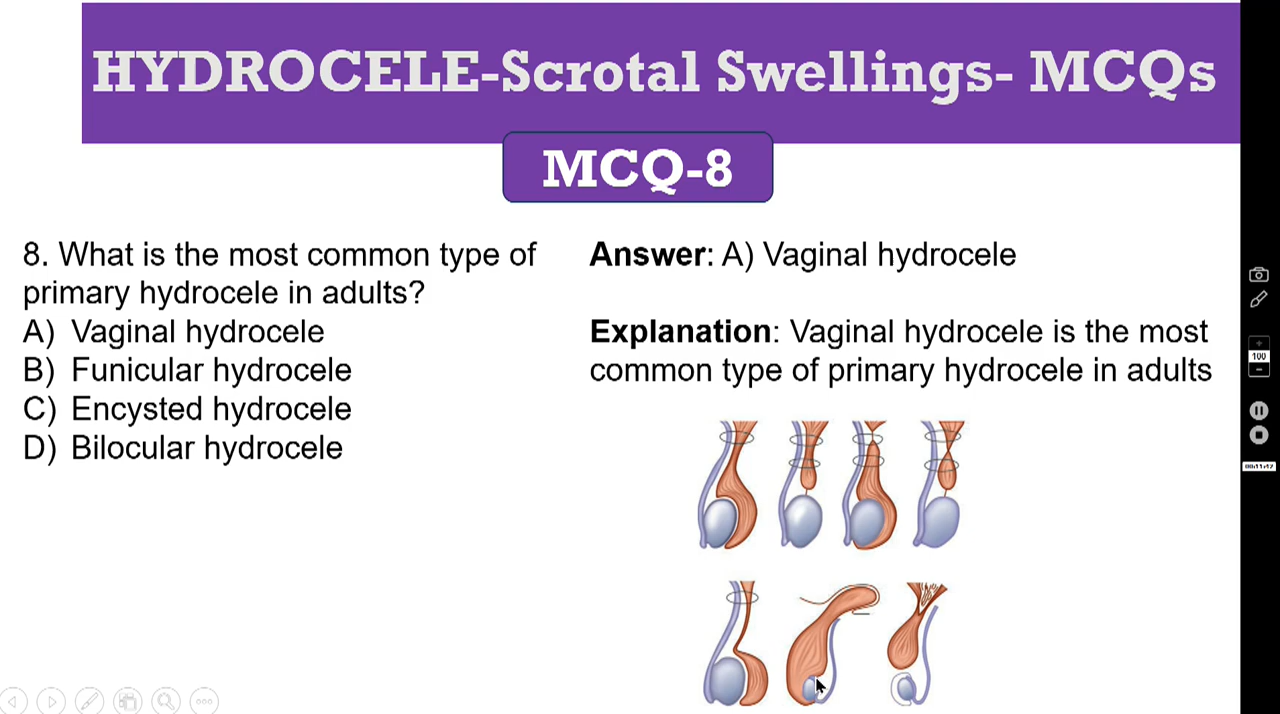 HYDROCELE-Scrotal Swellings- MCQs
MCQ-8
8. What is the most common type of
primary hydrocele in adults?
A) Vaginal hydrocele
B) Funicular hydrocele
C) Encysted hydrocele
D) Bilocular hydrocele
Answer: A) Vaginal hydrocele
Explanation: Vaginal hydrocele is the most
common type of primary hydrocele in adults
100